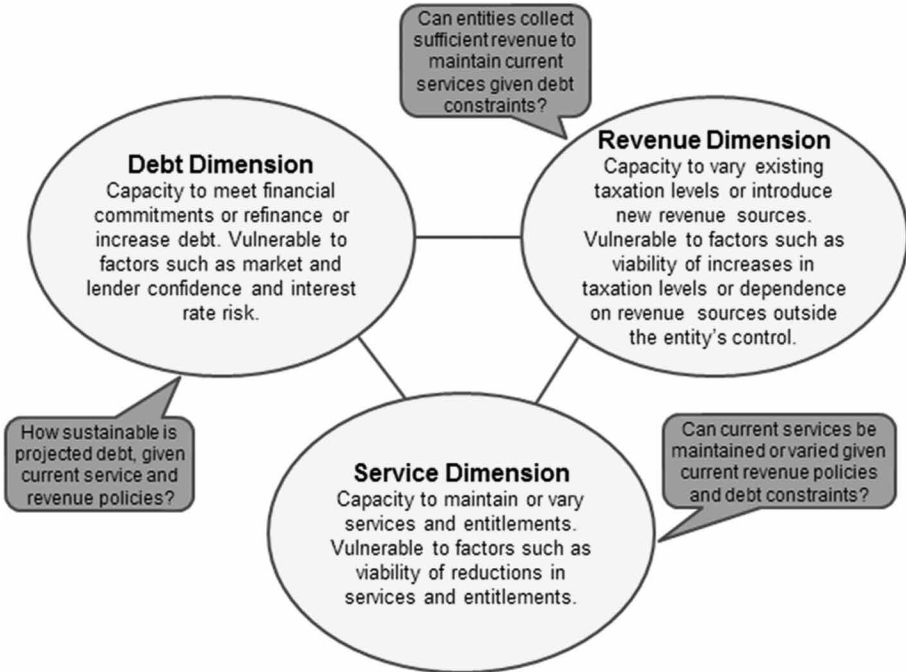 Can entities collect
sufficient revenue to
maintain current
services given debt
constraints?
Debt Dimension
Capacity to meet financial
commitments or refinance or
increase debt. Vulnerable to
factors such as market and
lender confidence and interest
rate risk.
Revenue Dimension
Capacity to vary existing
taxation levels or introduce
new revenue sources.
Vulnerable to factors such as
viability of increases in
taxation levels or dependence
on revenue sources outside
the entity's control.
How sustainable is
projected debt, given
current service and
revenue policies?
Service Dimension
Capacity to maintain or vary
services and entitlements.
Vulnerable to factors such as
viability of reductions in
services and entitlements.
Can current services be
maintained or varied given
current revenue policies
and debt constraints?